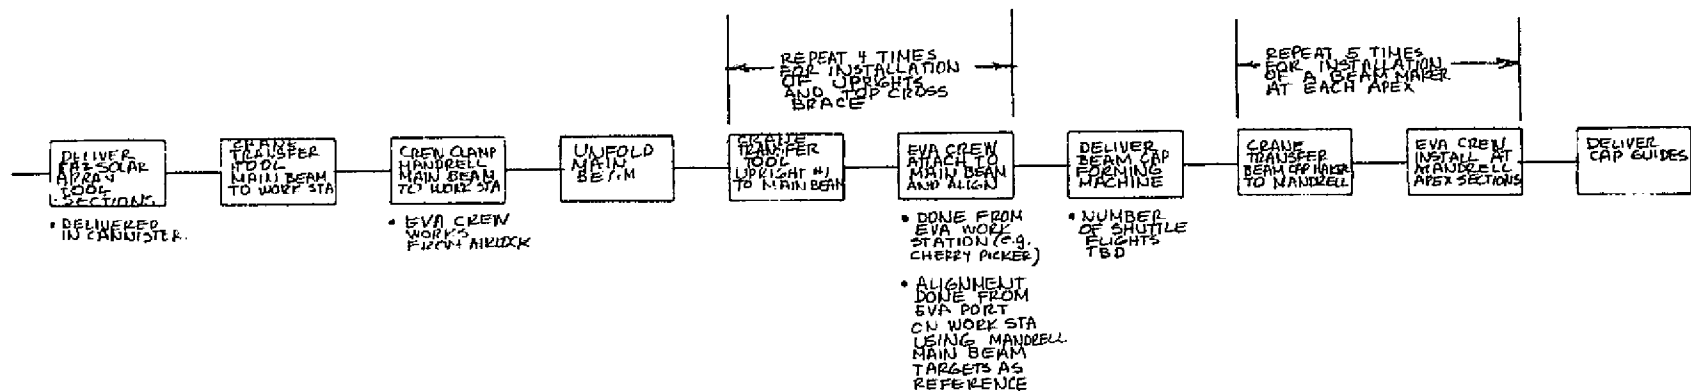 REPEAT 4 TIMES
FOR INSTALLATION
OF UPRIGHTS
AND TOP CROSS
BRACE
REPEAT 5 TIMES
FOR INSTALLATION
OF A BEAM MAKER
AT EACH APEX
DELIVER
SOLAR
ARRAY
TOOL
SECTIONS
• DELIVERED
IN CANNISTER.
CRANE
TRANSFER
TOOL
MAIN BEAM
TO WORK STA
CREW CLAMP
MANDRELL
MAIN BEAM
TO WORK STA
• EVA CREW
WORKS
FROM AIRLOCK
UNFOLD
MAIN
BEAM
CRANE
TRANSFER
TOOL
UPRIGHT #1
TO MAIN BEAM
EVA CREW
ATTACH TO
MAIN BEAM
AND ALIGN
• DONE FROM
EVA WORK
STATION (e.g.
CHERRY PICKER)
• ALIGNMENT
DONE FROM
EVA PORT
ON WORK STA
USING MANDRELL
MAIN BEAM
TARGETS AS
REFERENCE
DELIVER
BEAM CAP
FORMING
MACHINE
• NUMBER
OF SHUTTLE
FLIGHTS
TBD
CRANE
TRANSFER
BEAM CAP MAKER
TO MANDRELL
EVA CREW
INSTALL AT
MANDRELL
APEX SECTIONS
DELIVER
CAP GUIDES